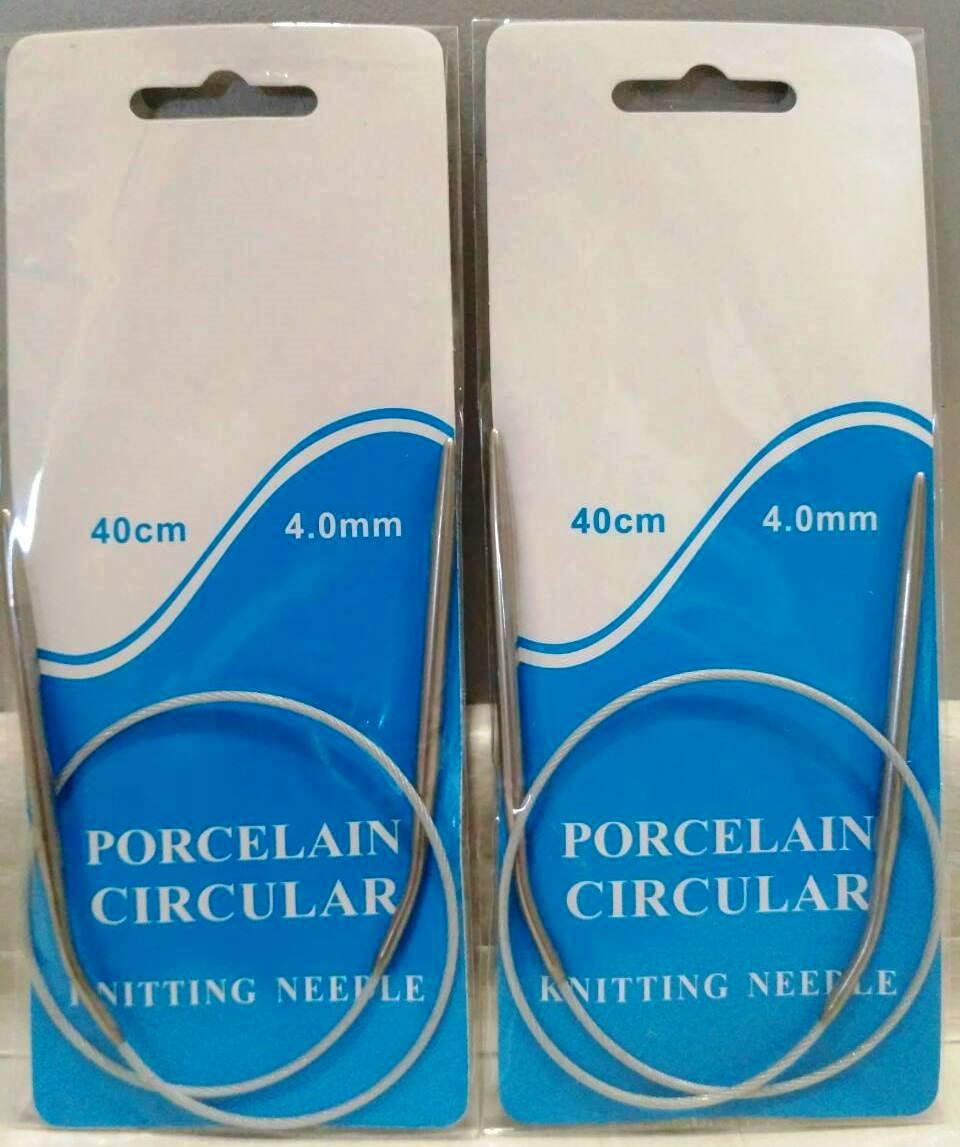 40cm 4.0mm
PORCELAIN
CIRCULAR
KNITTING NEEDLE
40cm 4.0mm
PORCELAIN
CIRCULAR
KNITTING NEEDLE